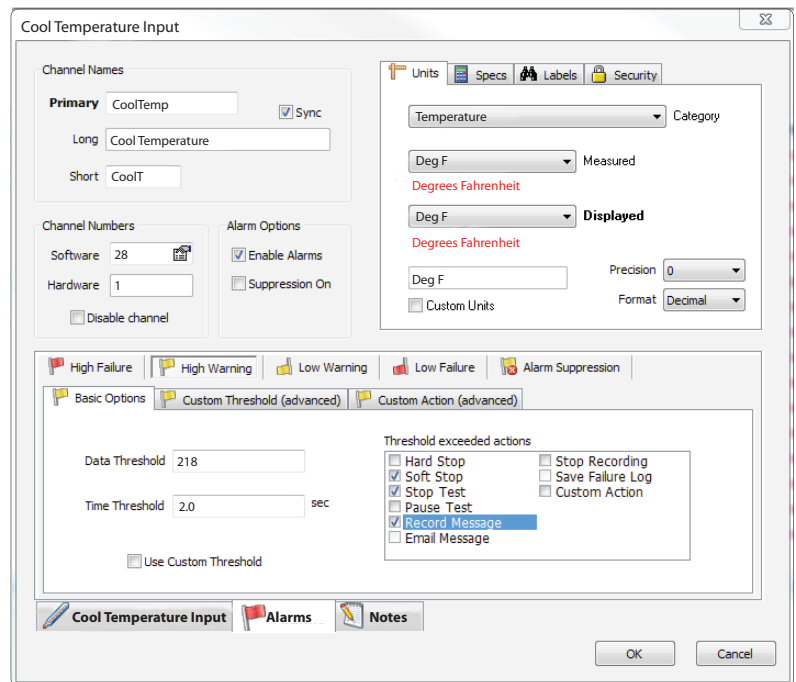 Cool Temperature Input
Channel Names
Primary CoolTemp
Sync
Long Cool Temperature
Short CoolT
Units Specs Labels Security
Temperature Category
Deg F Measured
Degrees Fahrenheit
Deg F Displayed
Degrees Fahrenheit
Deg F
Precision 0
Custom Units
Format Decimal
Channel Numbers
Software 28
Hardware 1
Disable channel
Alarm Options
Enable Alarms
Suppression On
High Failure High Warning Low Warning Low Failure Alarm Suppression
Basic Options Custom Threshold (advanced) Custom Action (advanced)
Data Threshold 218
Time Threshold 2.0 sec
Use Custom Threshold
Threshold exceeded actions
Hard Stop
Soft Stop
Stop Test
Pause Test
Record Message
Email Message
Stop Recording
Save Failure Log
Custom Action
Cool Temperature Input Alarms Notes
OK Cancel